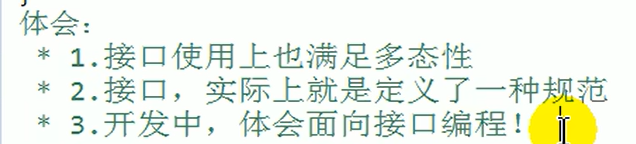 体会：
* 1.接口使用上也满足多态性
* 2.接口，实际上就是定义了一种规范
* 3.开发中，体会面向接口编程！